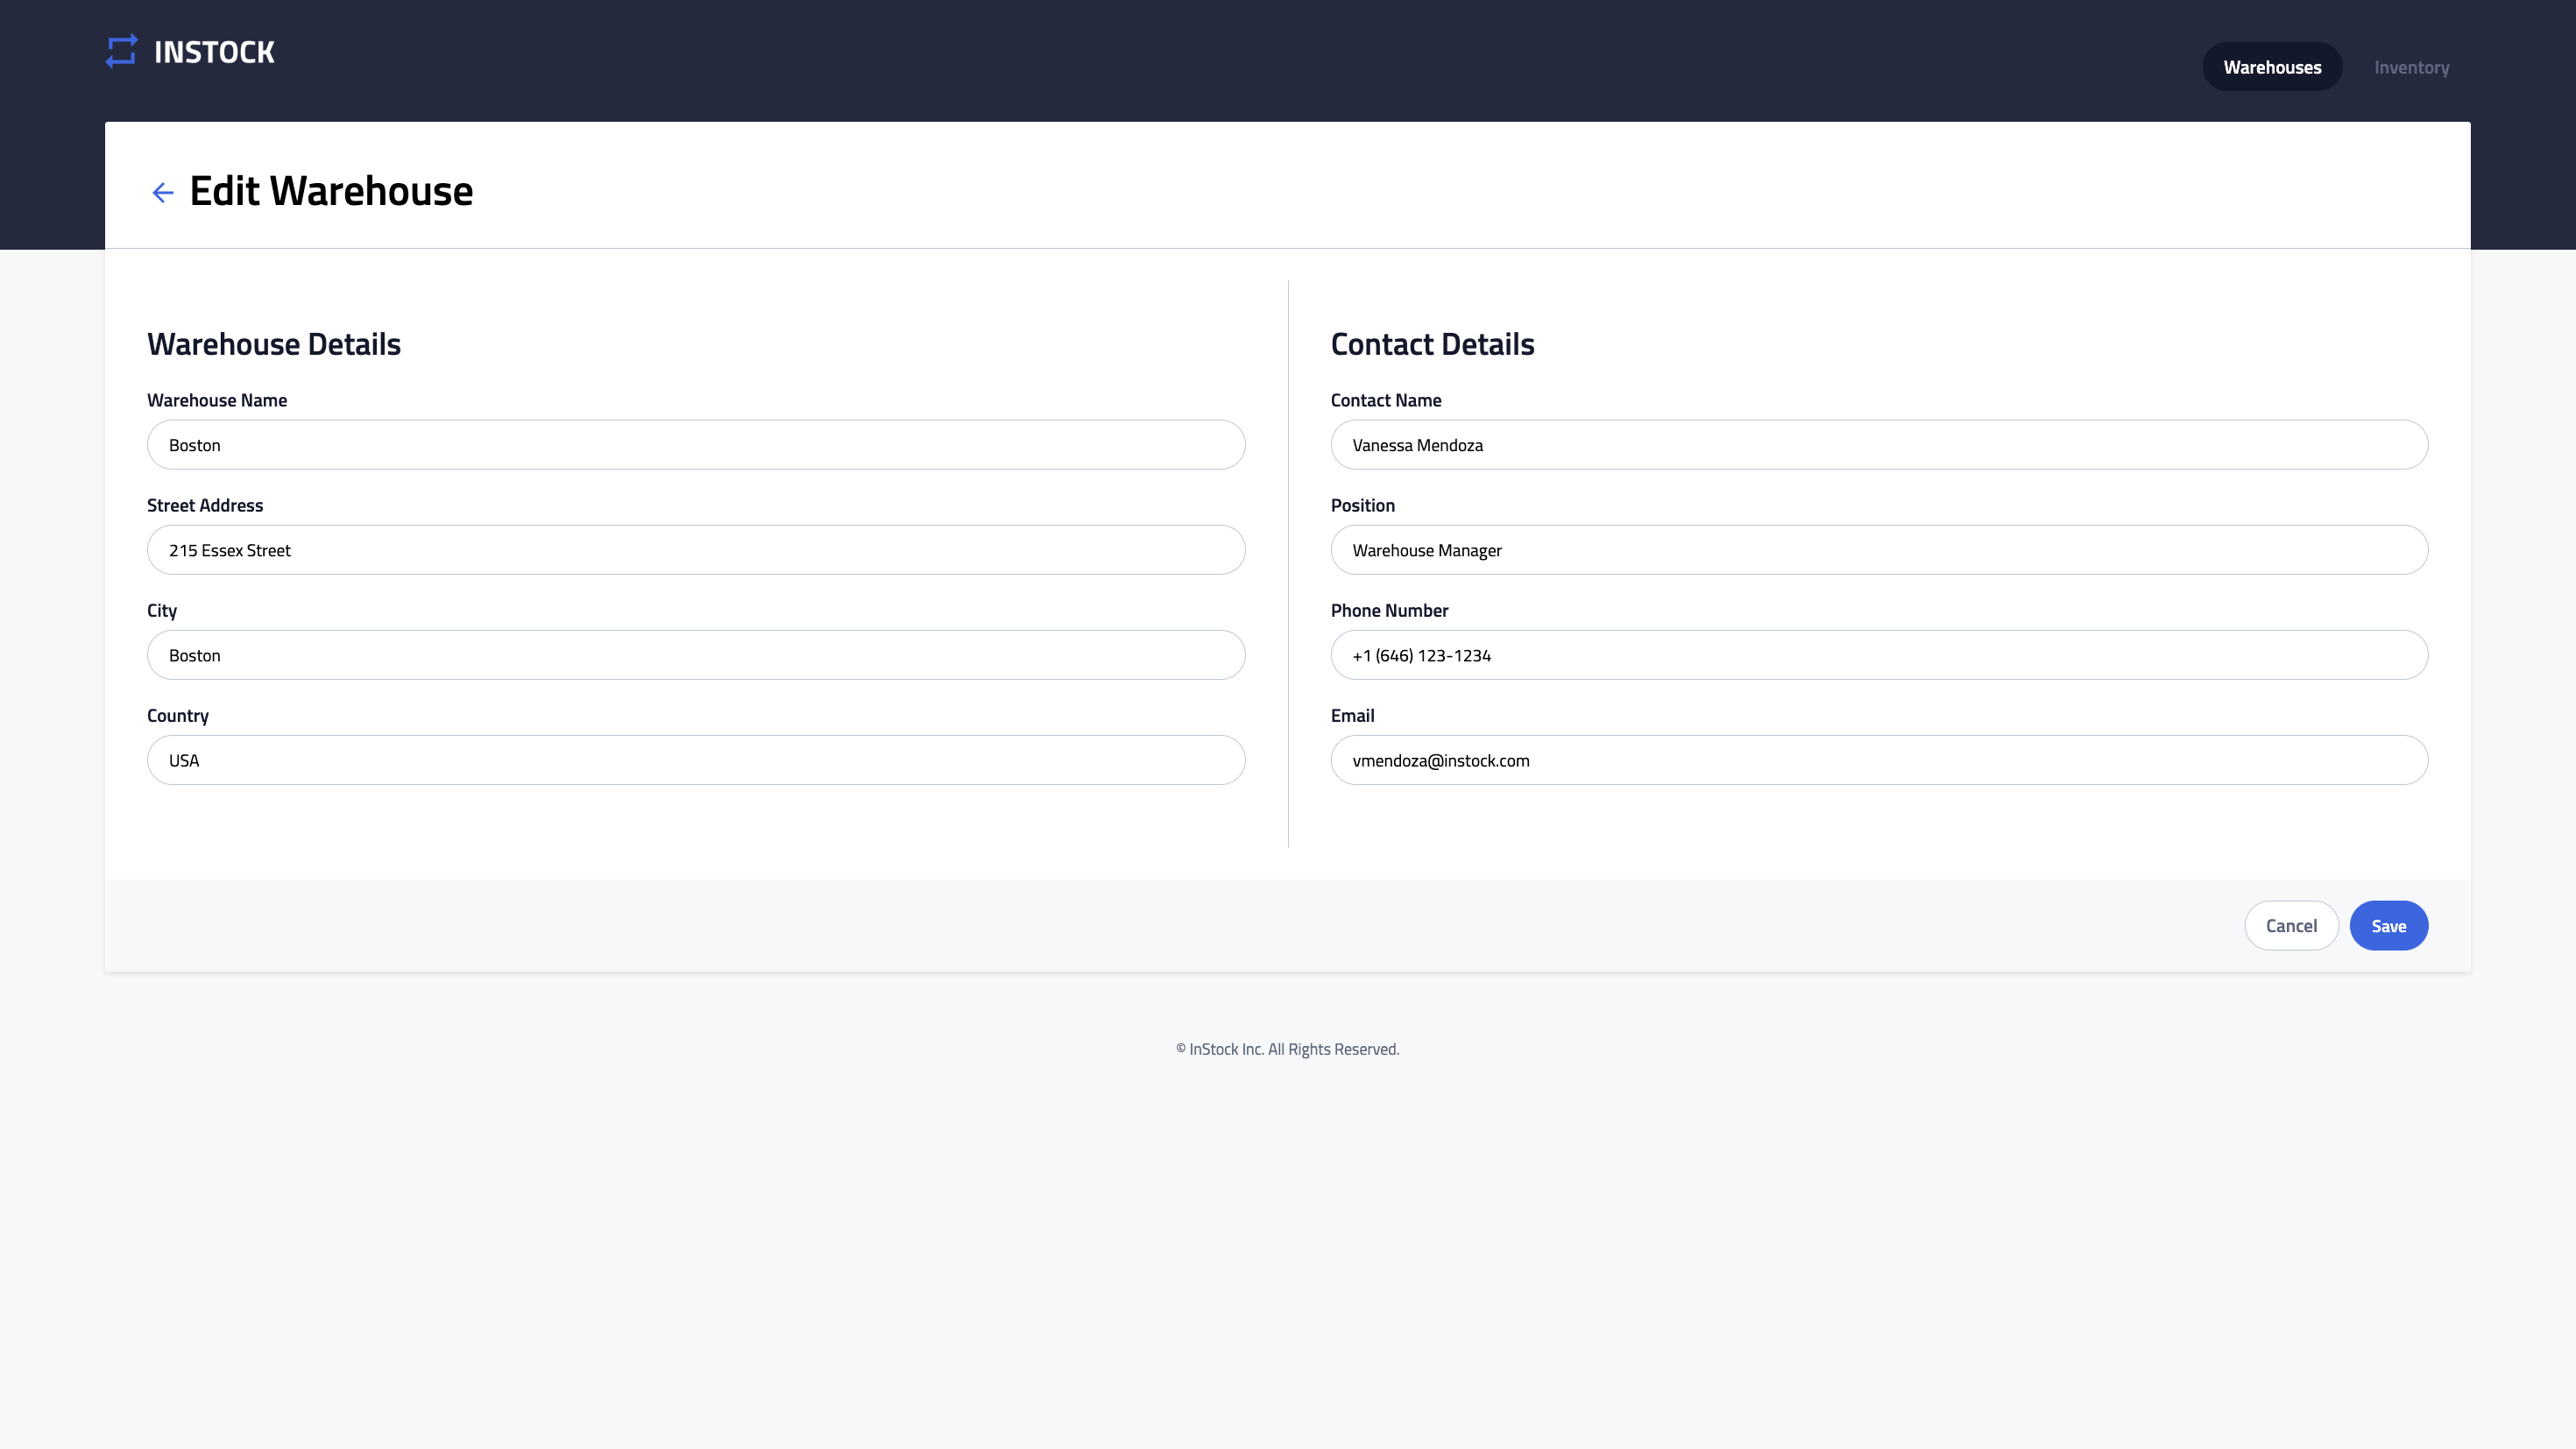 INSTOCK
Warehouses
Inventory
Edit Warehouse
Warehouse Details
Warehouse Name
Boston
Street Address
215 Essex Street
City
Boston
Country
USA
Contact Details
Contact Name
Vanessa Mendoza
Position
Warehouse Manager
Phone Number
+1 (646) 123-1234
Email
vmendoza@instock.com
Cancel
Save
© InStock Inc. All Rights Reserved.